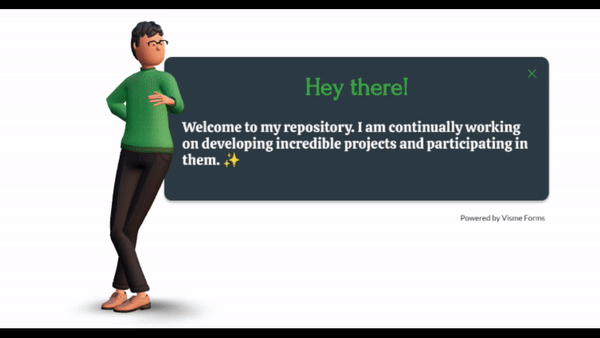 Hey there!
Welcome to my repository. I am continually working
on developing incredible projects and participating in
them. ✨
Powered by Visme Forms